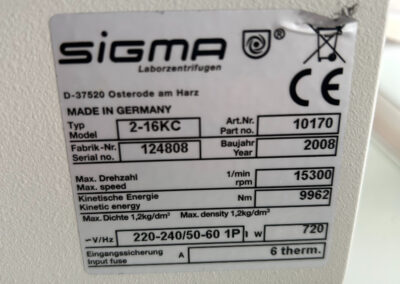 SIGMA ®
Laborzentrifugen
D-37520 Osterode am Harz
CE
MADE IN GERMANY
Typ Model 2-16KC Art.Nr. Part no. 10170
Fabrik-Nr. Serial no. 124808 Baujahr Year 2008
Max. Drehzahl Max. speed 1/min rpm 15300
Kinetische Energie Kinetic energy Nm 9962
Max. Dichte 1,2kg/dm³ Max. density 1,2kg/dm³
~V/Hz 220-240/50-60 1P W 720
Eingangssicherung Input fuse A 6 therm.